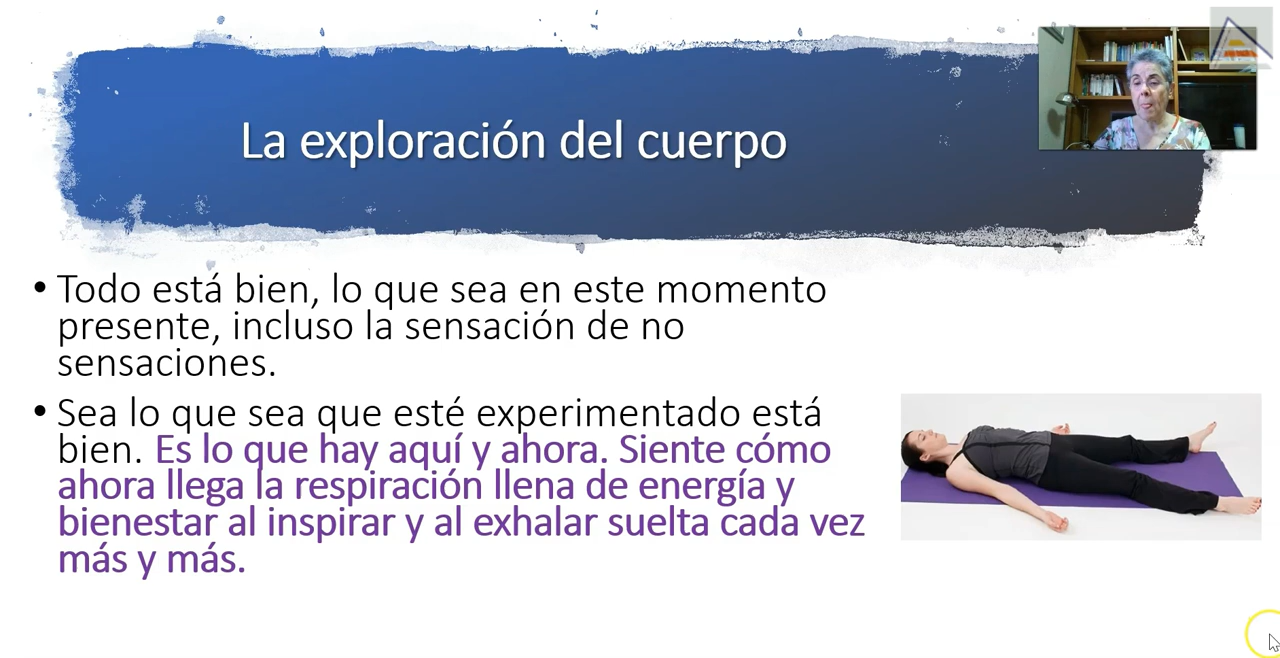 La exploración del cuerpo
• Todo está bien, lo que sea en este momento
presente, incluso la sensación de no
sensaciones.
• Sea lo que sea que esté experimentado está
bien. Es lo que hay aquí y ahora. Siente cómo
ahora llega la respiración llena de energía y
bienestar al inspirar y al exhalar suelta cada vez
más y más.